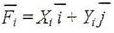 F̅ᵢ = Xᵢ i̅ + Yᵢ j̅